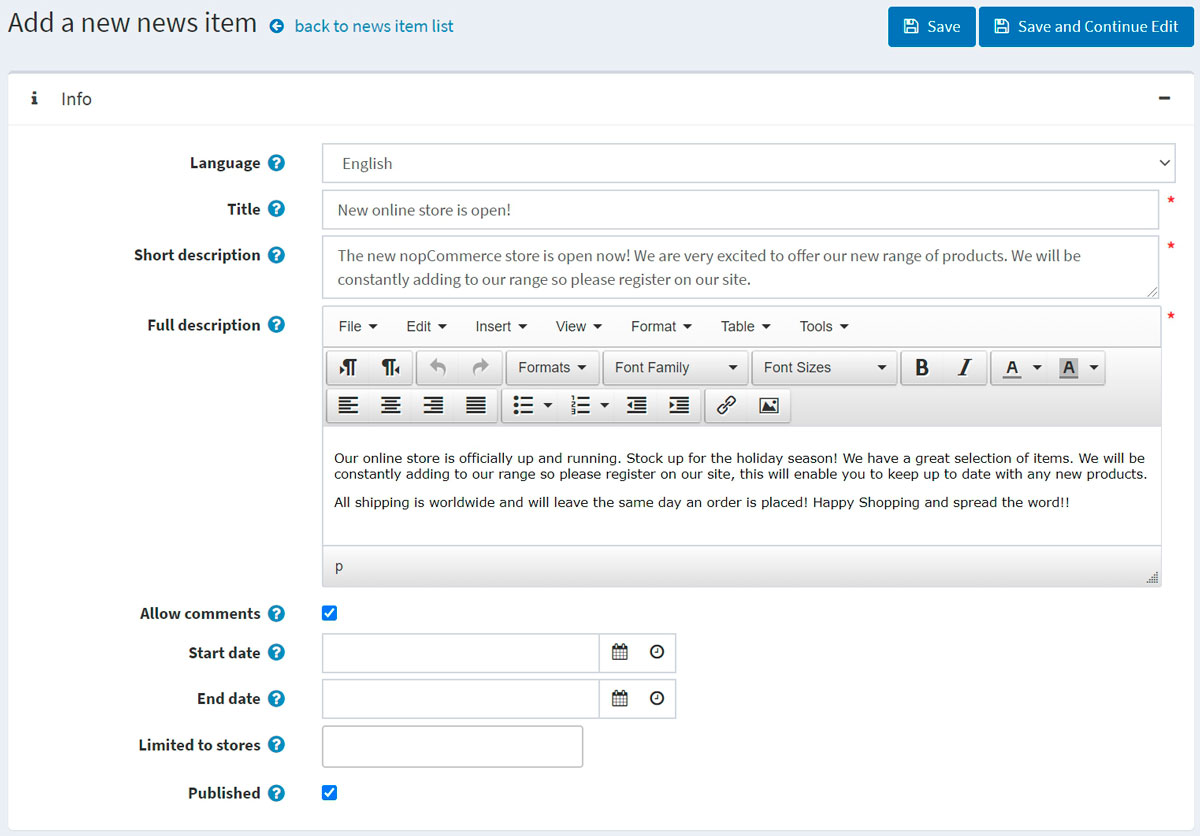 Add a new news item back to news item list Save Save and Continue Edit
i Info
Language ? English
Title ? New online store is open! *
Short description ? The new nopCommerce store is open now! We are very excited to offer our new range of products. We will be *
constantly adding to our range so please register on our site.
Full description ? File Edit Insert View Format Table Tools *
Formats Font Family Font Sizes B I A A
Our online store is officially up and running. Stock up for the holiday season! We have a great selection of items. We will be
constantly adding to our range so please register on our site, this will enable you to keep up to date with any new products.
All shipping is worldwide and will leave the same day an order is placed! Happy Shopping and spread the word!!
p
Allow comments ?
Start date ?
End date ?
Limited to stores ?
Published ?